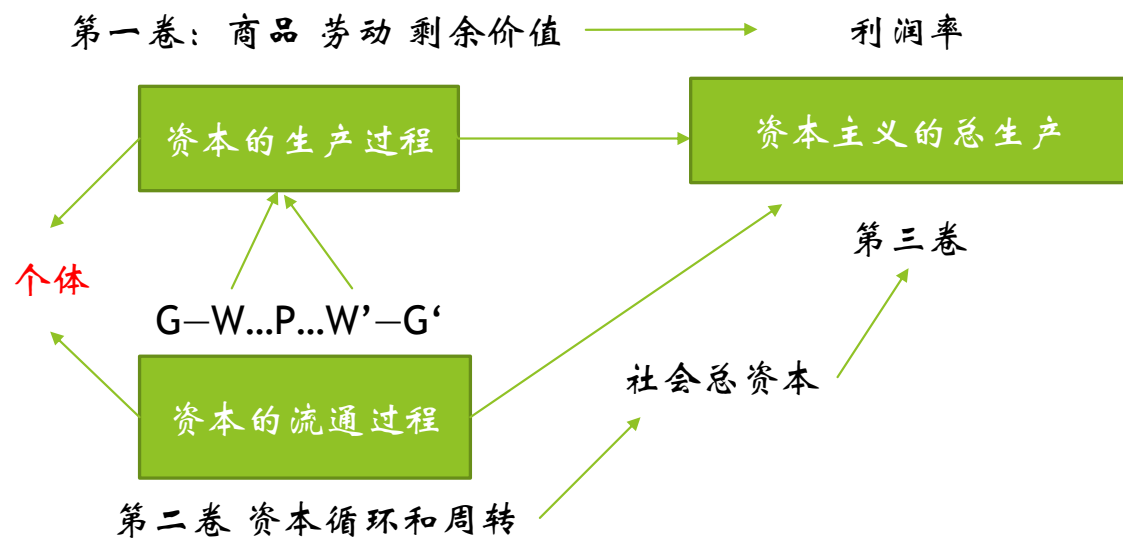 第一卷：商品 劳动 剩余价值
利润率
资本的生产过程
资本主义的总生产
第三卷
个体
G—W…P…W’—G‘
社会总资本
资本的流通过程
第二卷 资本循环和周转